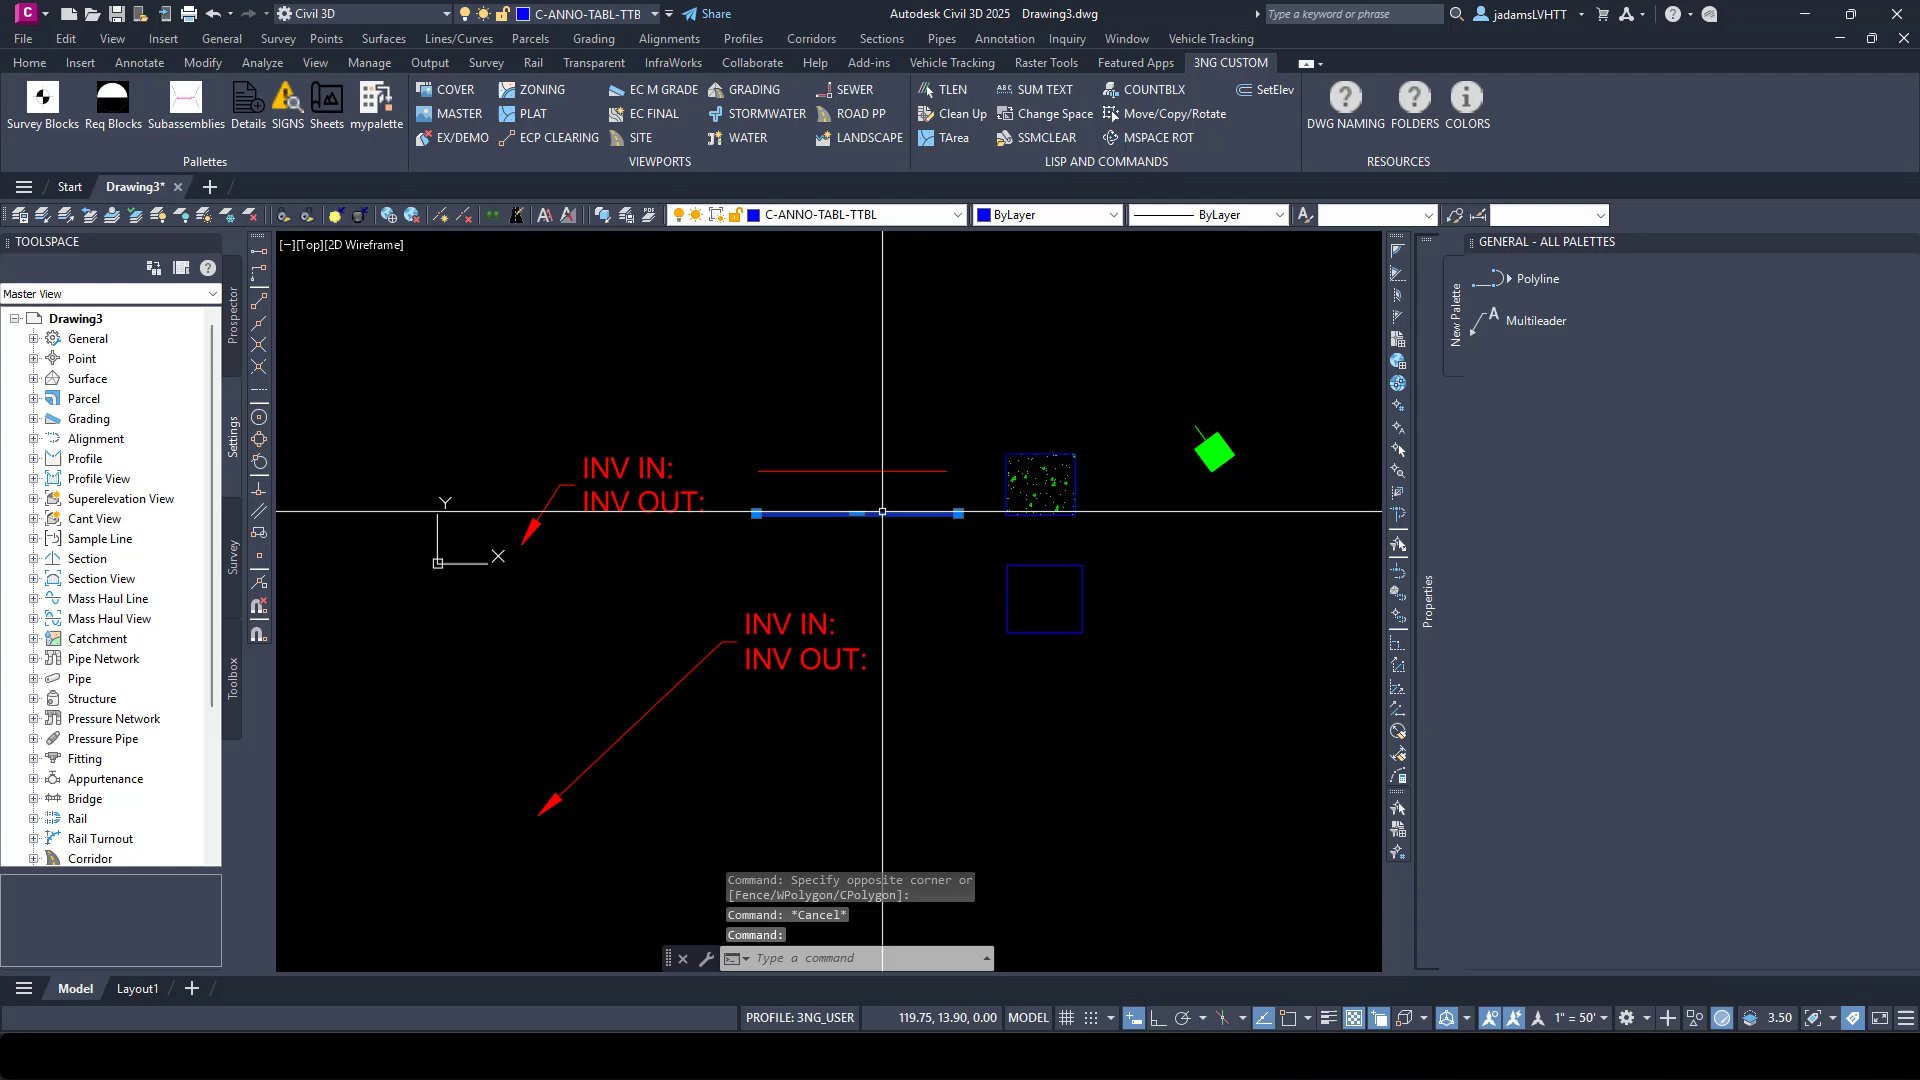 Civil 3D
C-ANNO-TABL-TTB
Share
Autodesk Civil 3D 2025 Drawing3.dwg
Type a keyword or phrase
jadamsLVHTT
File Edit View Insert General Survey Points Surfaces Lines/Curves Parcels Grading Alignments Profiles Corridors Sections Pipes Annotation Inquiry Window Vehicle Tracking
Home Insert Annotate Modify Analyze View Manage Output Survey Rail Transparent InfraWorks Collaborate Help Add-ins Vehicle Tracking Raster Tools Featured Apps 3NG CUSTOM
COVER ZONING EC M GRADE GRADING SEWER TLEN ABC SUM TEXT COUNTBLX SetElev
MASTER PLAT EC FINAL STORMWATER ROAD PP Clean Up Change Space Move/Copy/Rotate
EX/DEMO ECP CLEARING SITE WATER LANDSCAPE TArea SSMCLEAR MSPACE ROT
Survey Blocks Req Blocks Subassemblies Details SIGNS Sheets mypalette
DWG NAMING FOLDERS COLORS
Pallettes VIEWPORTS LISP AND COMMANDS RESOURCES
Start Drawing3*
C-ANNO-TABL-TTBL ByLayer ByLayer
TOOLSPACE
Master View
Drawing3
General
Point
Surface
Parcel
Grading
Alignment
Profile
Profile View
Superelevation View
Cant View
Sample Line
Section
Section View
Mass Haul Line
Mass Haul View
Catchment
Pipe Network
Pipe
Structure
Pressure Network
Pressure Pipe
Fitting
Appurtenance
Bridge
Rail
Rail Turnout
Corridor
Prospector
Settings
Survey
Toolbox
[−][Top][2D Wireframe]
INV IN:
INV OUT:
Y
X
INV IN:
INV OUT:
Command: Specify opposite corner or
[Fence/WPolygon/CPolygon]:
Command: *Cancel*
Command:
Type a command
Properties
GENERAL - ALL PALETTES
New Palette
Polyline
A
Multileader
Model Layout1
PROFILE: 3NG_USER 119.75, 13.90, 0.00 MODEL 1" = 50' 3.50